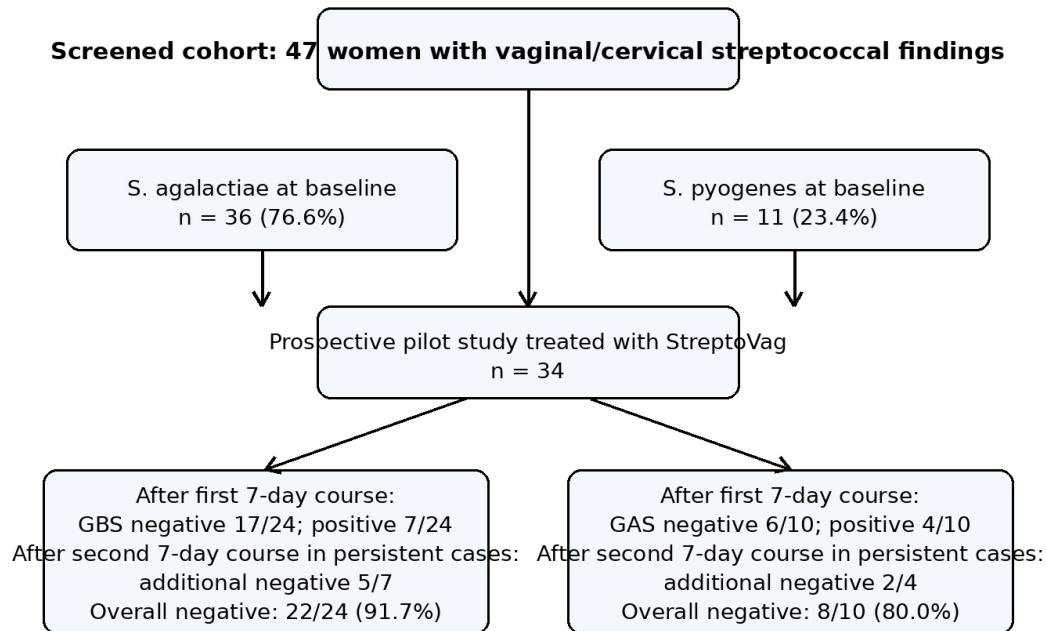 Screened cohort: 47 women with vaginal/cervical streptococcal findings
S. agalactiae at baseline
n = 36 (76.6%)
S. pyogenes at baseline
n = 11 (23.4%)
Prospective pilot study treated with StreptoVag
n = 34
After first 7-day course:
GBS negative 17/24; positive 7/24
After second 7-day course in persistent cases:
additional negative 5/7
Overall negative: 22/24 (91.7%)
After first 7-day course:
GAS negative 6/10; positive 4/10
After second 7-day course in persistent cases:
additional negative 2/4
Overall negative: 8/10 (80.0%)